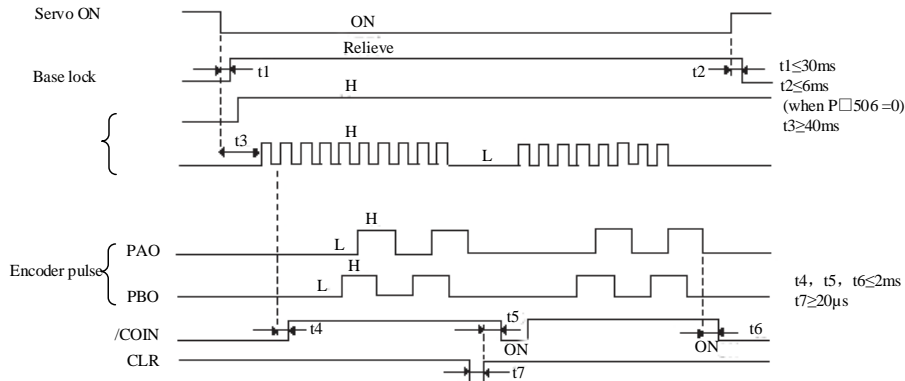 Servo ON
ON
Relieve
Base lock
t1
t2
t1≤30ms
t2≤6ms
(when P□506 =0)
t3≥40ms
H
t3
H
L
H
PAO
L
H
Encoder pulse
PBO
L
t4，t5，t6≤2ms
t7≥20μs
/COIN
t4
t5
ON
ON
t6
CLR
t7